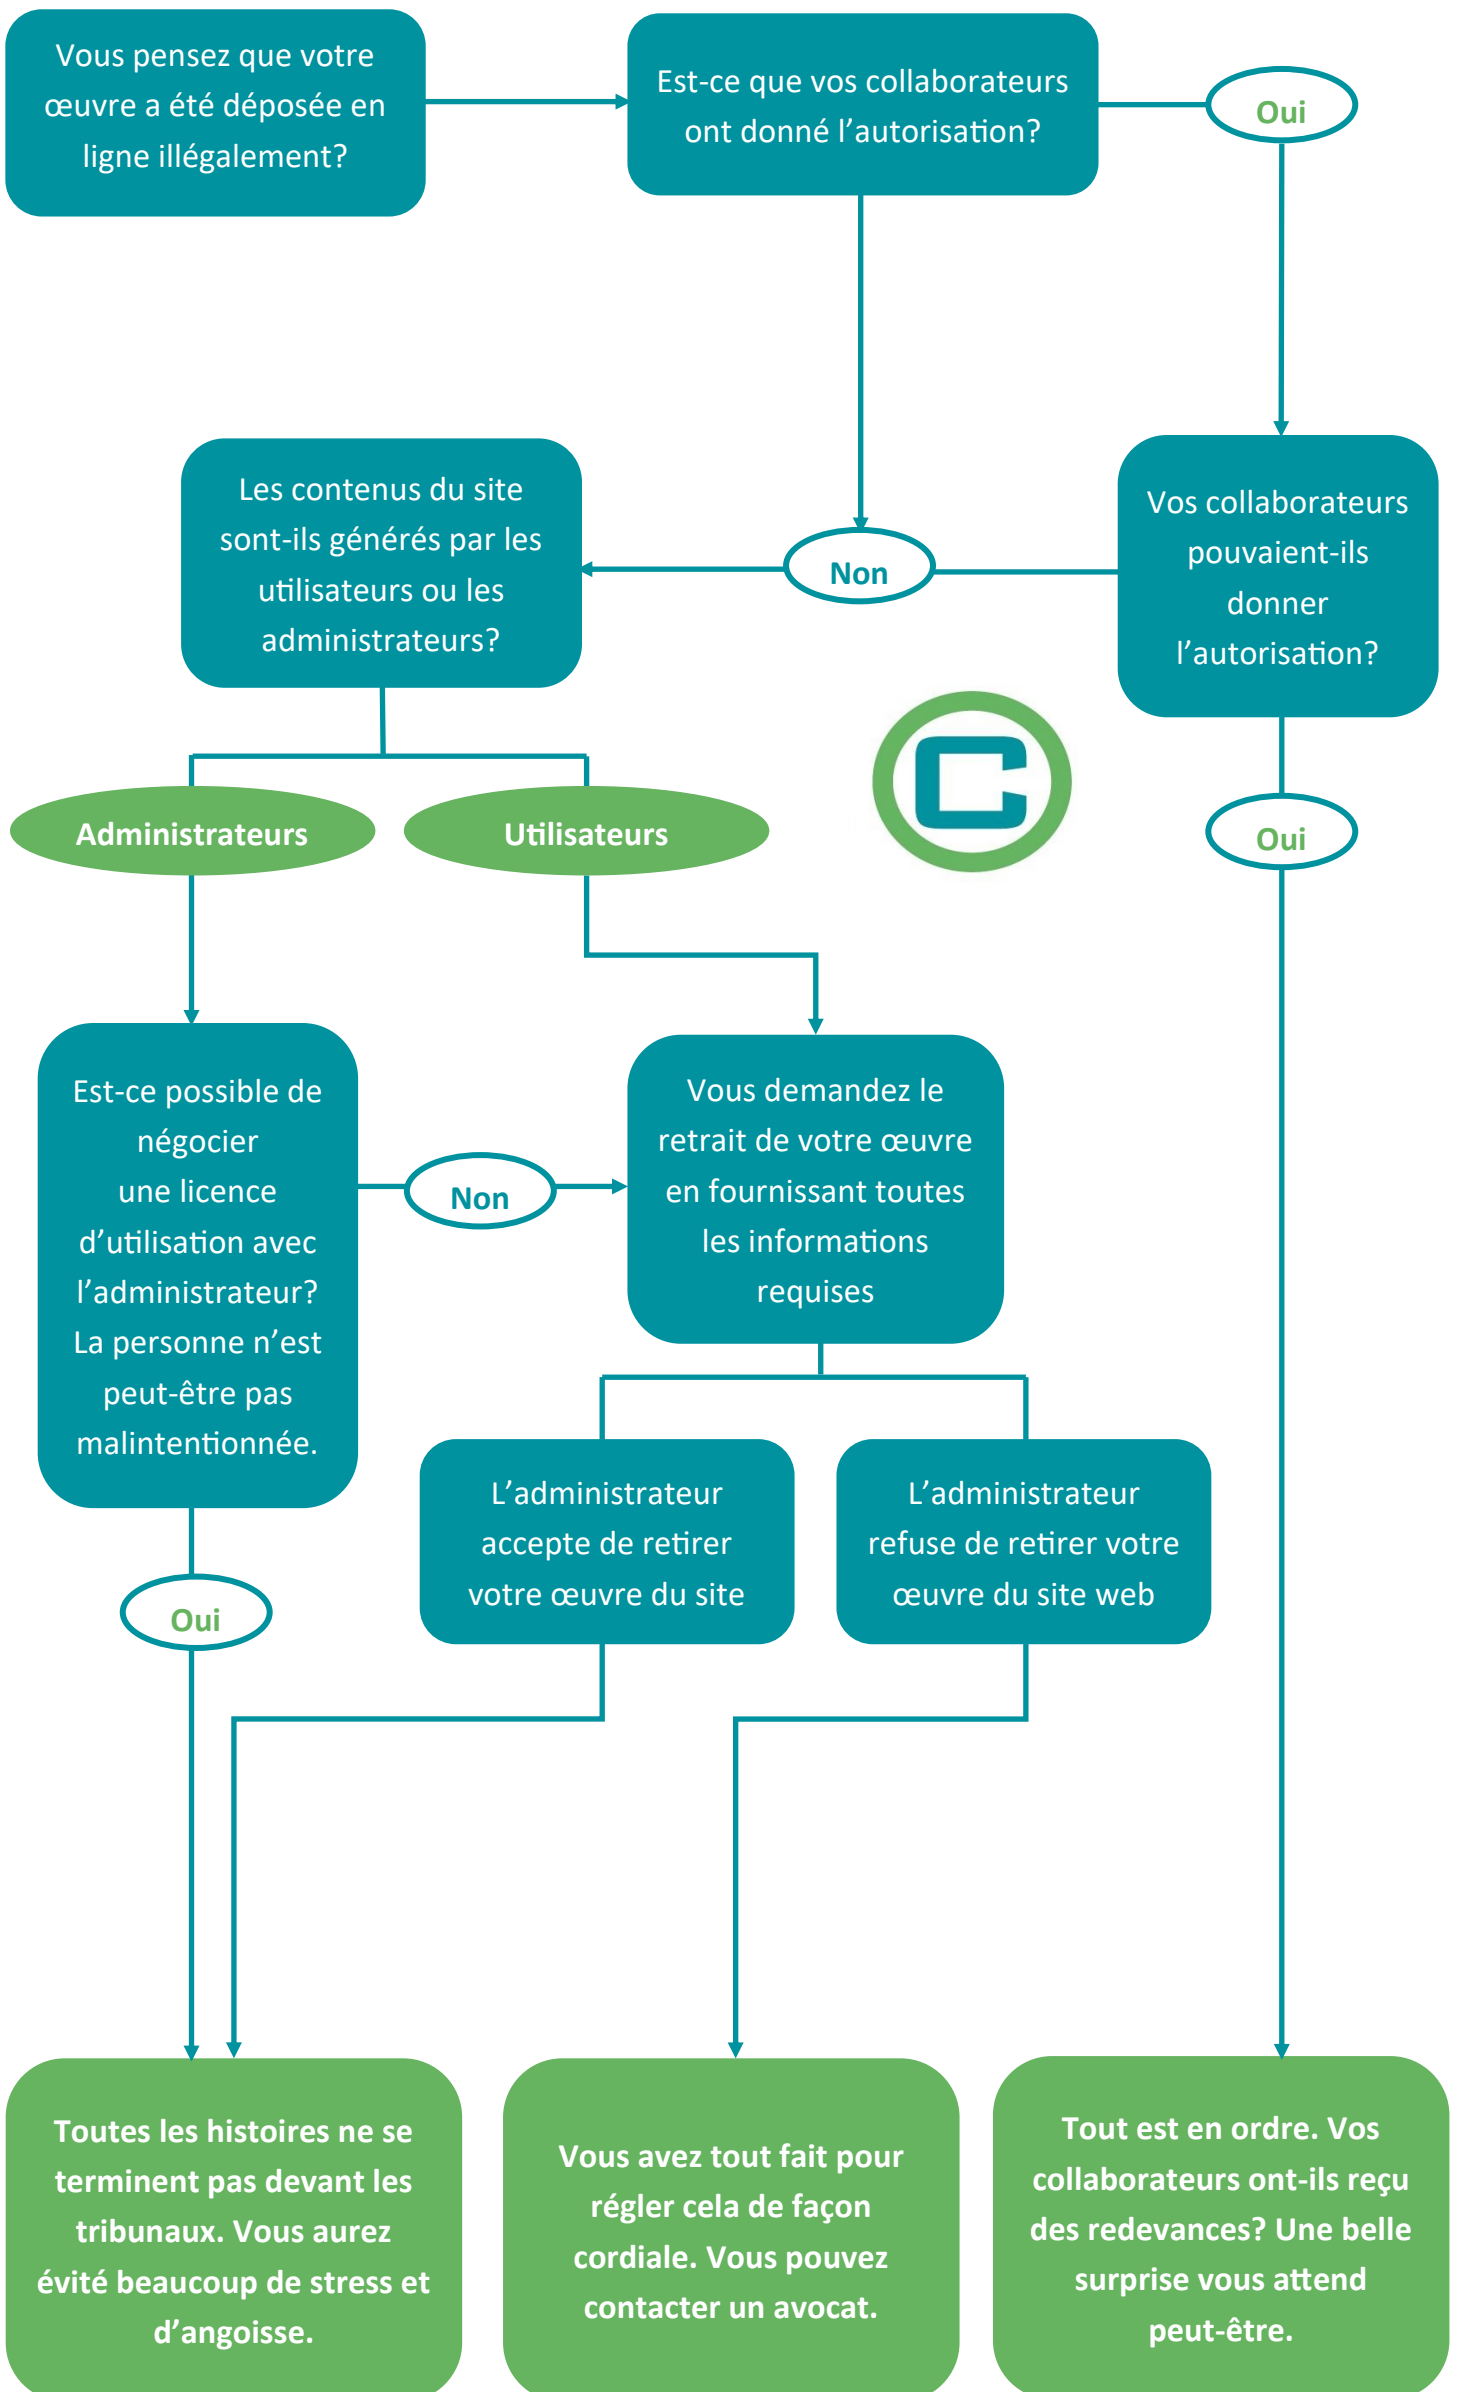 Vous pensez que votre
œuvre a été déposée en
ligne illégalement?
Est-ce que vos collaborateurs
ont donné l’autorisation?
Oui
Les contenus du site
sont-ils générés par les
utilisateurs ou les
administrateurs?
Non
Vos collaborateurs
pouvaient-ils
donner
l’autorisation?
C
Administrateurs
Utilisateurs
Oui
Est-ce possible de
négocier
une licence
d’utilisation avec
l’administrateur?
La personne n’est
peut-être pas
malintentionnée.
Non
Vous demandez le
retrait de votre œuvre
en fournissant toutes
les informations
requises
L’administrateur
accepte de retirer
votre œuvre du site
L’administrateur
refuse de retirer votre
œuvre du site web
Oui
Toutes les histoires ne se
terminent pas devant les
tribunaux. Vous aurez
évité beaucoup de stress et
d’angoisse.
Vous avez tout fait pour
régler cela de façon
cordiale. Vous pouvez
contacter un avocat.
Tout est en ordre. Vos
collaborateurs ont-ils reçu
des redevances? Une belle
surprise vous attend
peut-être.